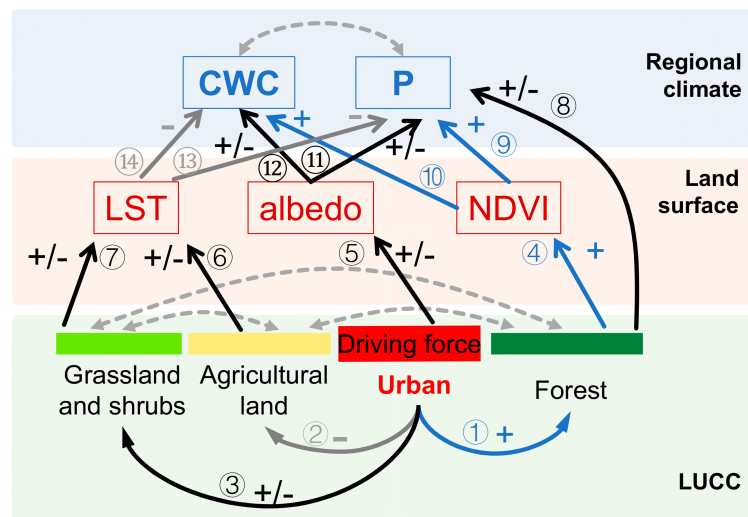 CWC
P
Regional
climate
+/-
⑧
-
+
-
+
+/-
+/-
⑭
⑬
⑫
⑪
⑩
⑨
LST
albedo
NDVI
Land
surface
+/-
⑦
+/-
⑥
⑤
+/-
④
+
Driving force
Grassland
and shrubs
Agricultural
land
Urban
Forest
② -
① +
③ +/-
LUCC